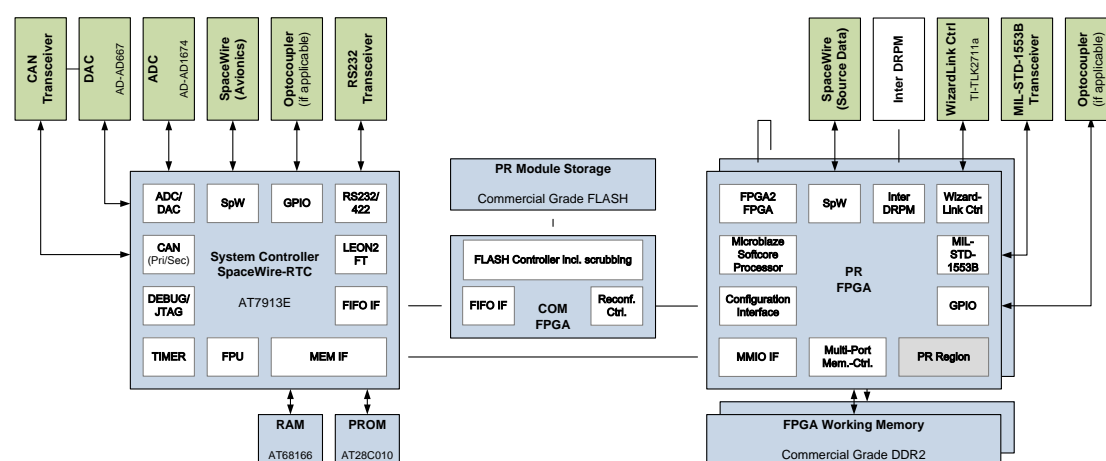 CAN
Transceiver
DAC
AD-AD667
ADC
AD-AD1674
SpaceWire
(Avionics)
Optocoupler
(if applicable)
RS232
Transceiver
SpaceWire
(Source Data)
Inter DRPM
WizardLink Ctrl
TI-TLK2711a
MIL-STD-1553B
Transceiver
Optocoupler
(if applicable)
ADC/
DAC
SpW
GPIO
RS232/
422
CAN
(Pri/Sec)
System Controller
SpaceWire-RTC
AT7913E
LEON2
FT
DEBUG/
JTAG
FIFO IF
TIMER
FPU
MEM IF
RAM
AT68166
PROM
AT28C010
PR Module Storage
Commercial Grade FLASH
FLASH Controller incl. scrubbing
FIFO IF
COM
FPGA
Reconf.
Ctrl.
FPGA2
FPGA
SpW
Inter
DRPM
Wizard-
Link Ctrl
Microblaze
Softcore
Processor
PR
FPGA
MIL-
STD-
1553B
Configuration
Interface
GPIO
MMIO IF
Multi-Port
Mem.-Ctrl.
PR Region
FPGA Working Memory
Commercial Grade DDR2